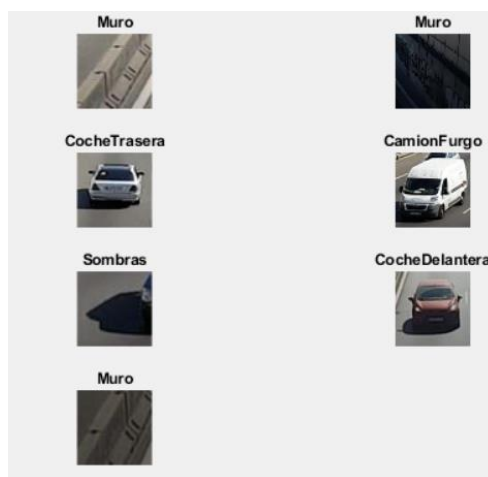 Muro
Muro
CocheTrasera
CamionFurgo
Sombras
CocheDelantera
Muro